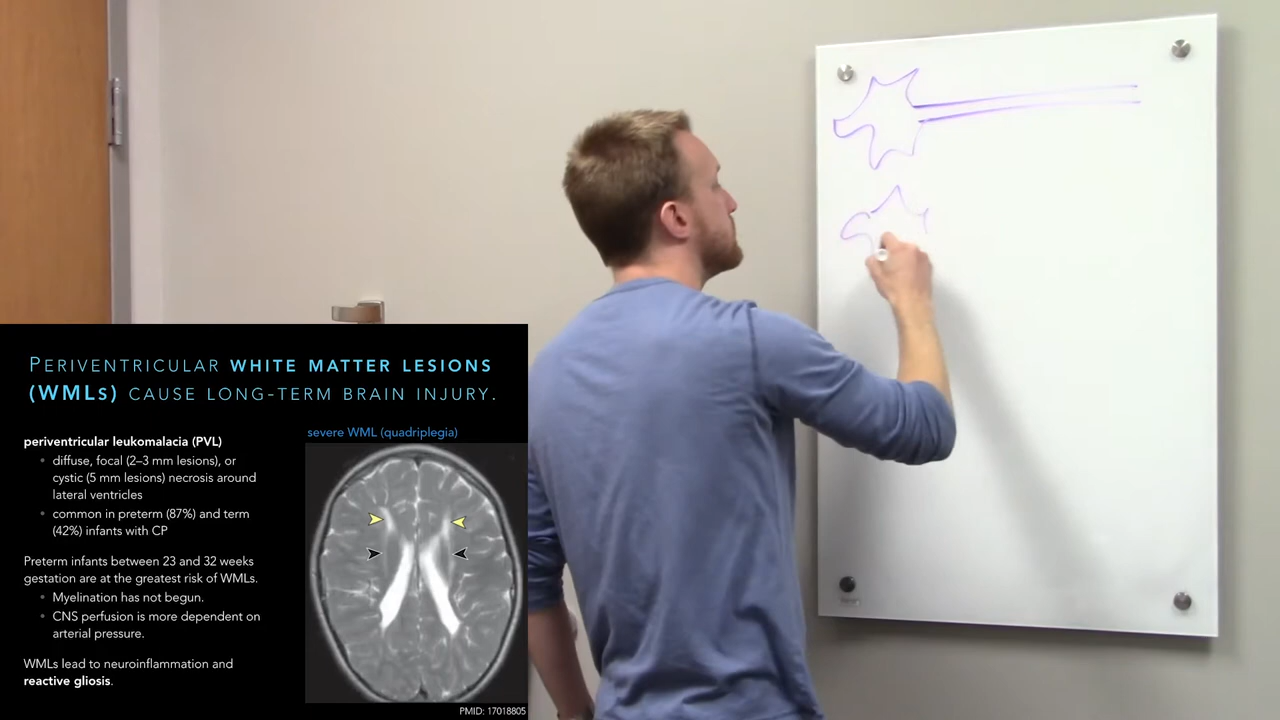 PERIVENTRICULAR WHITE MATTER LESIONS
(WMLs) CAUSE LONG-TERM BRAIN INJURY.
periventricular leukomalacia (PVL)
• diffuse, focal (2–3 mm lesions), or
cystic (5 mm lesions) necrosis around
lateral ventricles
• common in preterm (87%) and term
(42%) infants with CP
Preterm infants between 23 and 32 weeks
gestation are at the greatest risk of WMLs.
• Myelination has not begun.
• CNS perfusion is more dependent on
arterial pressure.
WMLs lead to neuroinflammation and
reactive gliosis.
severe WML (quadriplegia)
PMID: 17018805